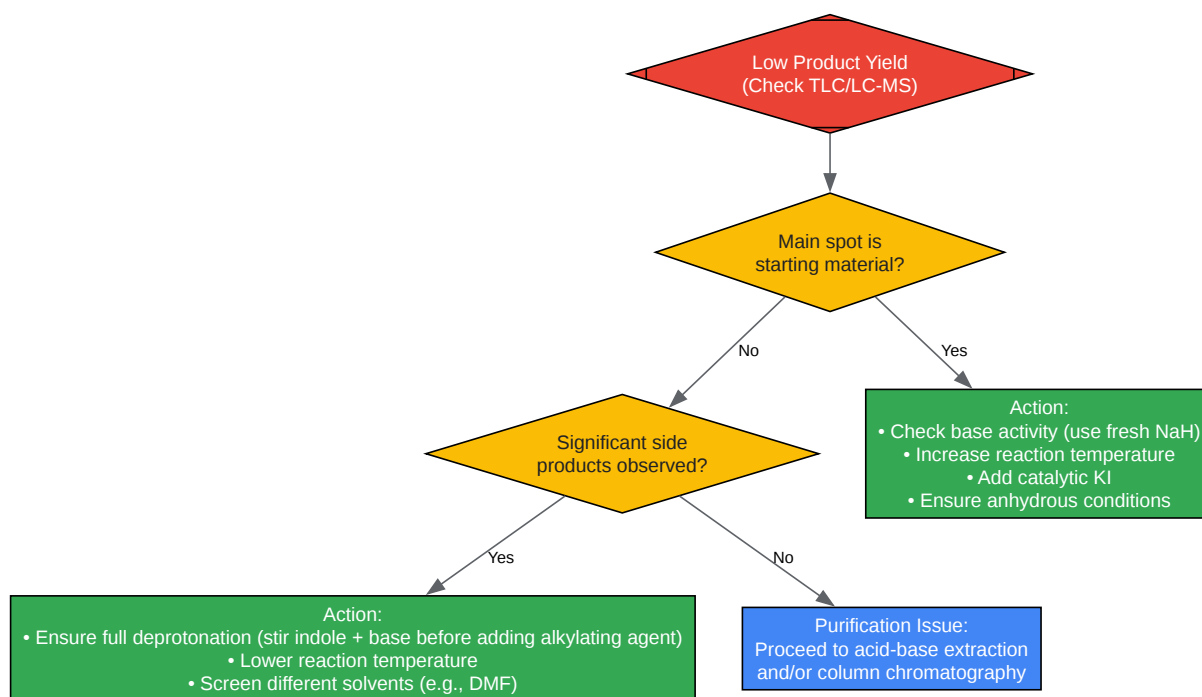 Low Product Yield
(Check TLC/LC-MS)
Main spot is
starting material?
No
Yes
Significant side
products observed?
Action:
• Check base activity (use fresh NaH)
• Increase reaction temperature
• Add catalytic KI
• Ensure anhydrous conditions
Yes
No
Action:
• Ensure full deprotonation (stir indole + base before adding alkylating agent)
• Lower reaction temperature
• Screen different solvents (e.g., DMF)
Purification Issue:
Proceed to acid-base extraction
and/or column chromatography